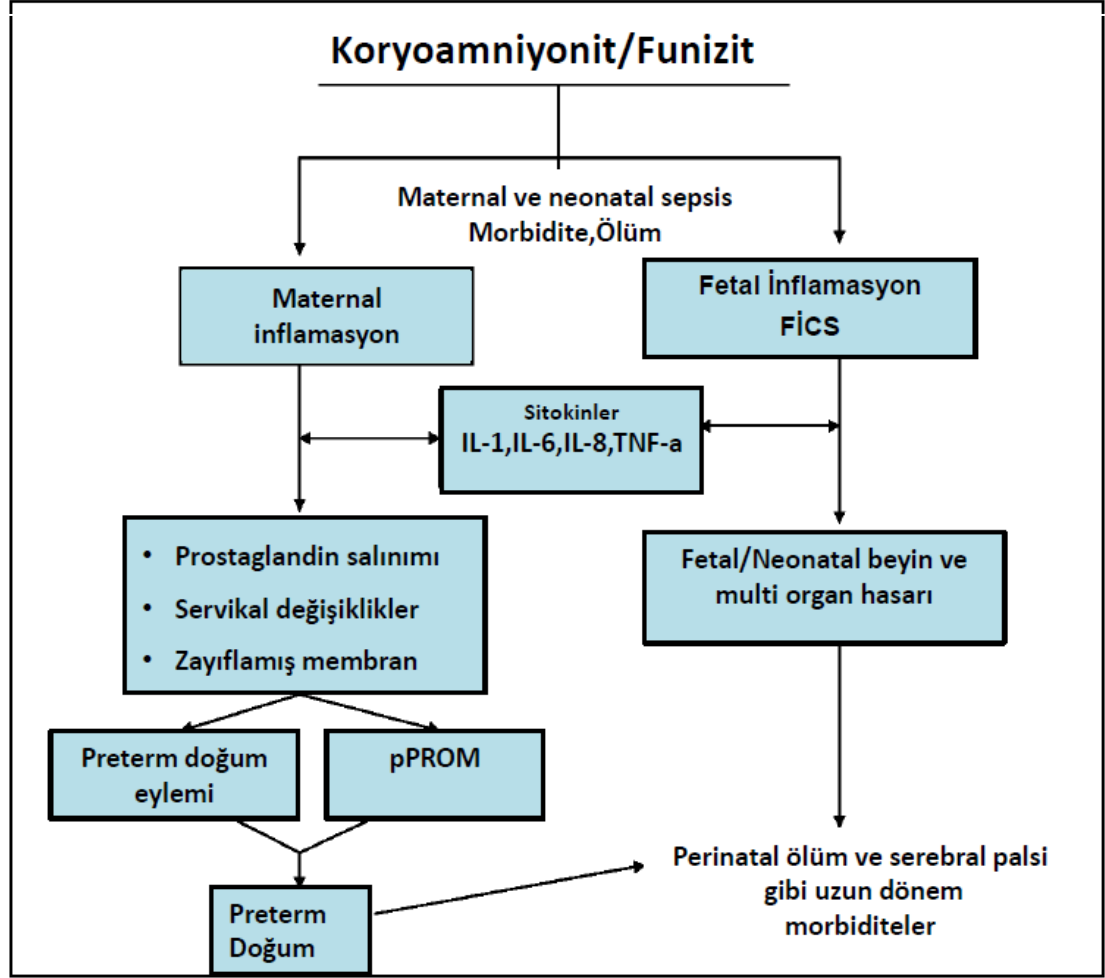 Koryoamniyonit/Funizit
Maternal ve neonatal sepsis
Morbidite,Ölüm
Maternal
inflamasyon
Fetal İnflamasyon
FİCS
Sitokinler
IL-1,IL-6,IL-8,TNF-a
• Prostaglandin salınımı
• Servikal değişiklikler
• Zayıflamış membran
Fetal/Neonatal beyin ve
multi organ hasarı
Preterm doğum
eylemi
pPROM
Preterm
Doğum
Perinatal ölüm ve serebral palsi
gibi uzun dönem
morbiditeler